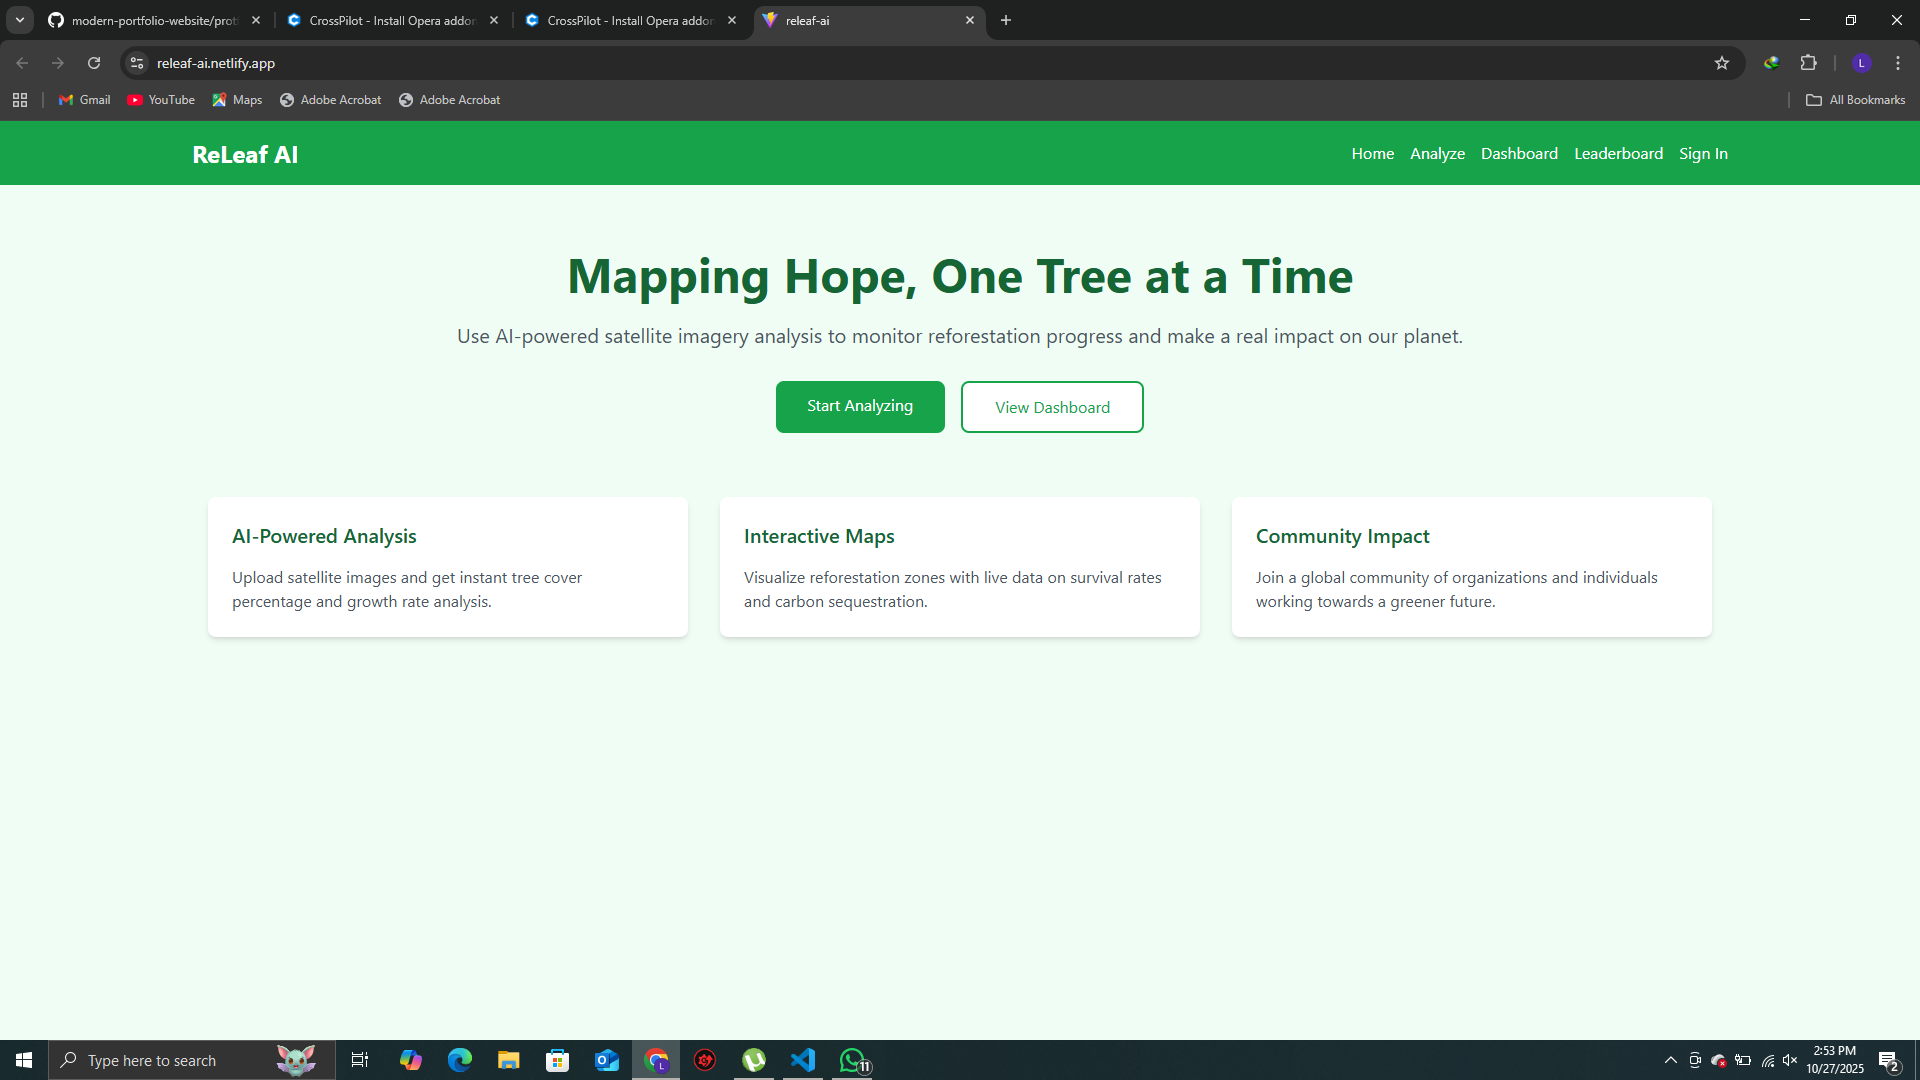 modern-portfolio-website/prot
CrossPilot - Install Opera addon
CrossPilot - Install Opera addon
releaf-ai
releaf-ai.netlify.app
L
Gmail
YouTube
Maps
Adobe Acrobat
Adobe Acrobat
All Bookmarks
ReLeaf AI
Home
Analyze
Dashboard
Leaderboard
Sign In
Mapping Hope, One Tree at a Time
Use AI-powered satellite imagery analysis to monitor reforestation progress and make a real impact on our planet.
Start Analyzing
View Dashboard
AI-Powered Analysis
Upload satellite images and get instant tree cover
percentage and growth rate analysis.
Interactive Maps
Visualize reforestation zones with live data on survival rates
and carbon sequestration.
Community Impact
Join a global community of organizations and individuals
working towards a greener future.
Type here to search
L
11
2:53 PM
10/27/2025
2